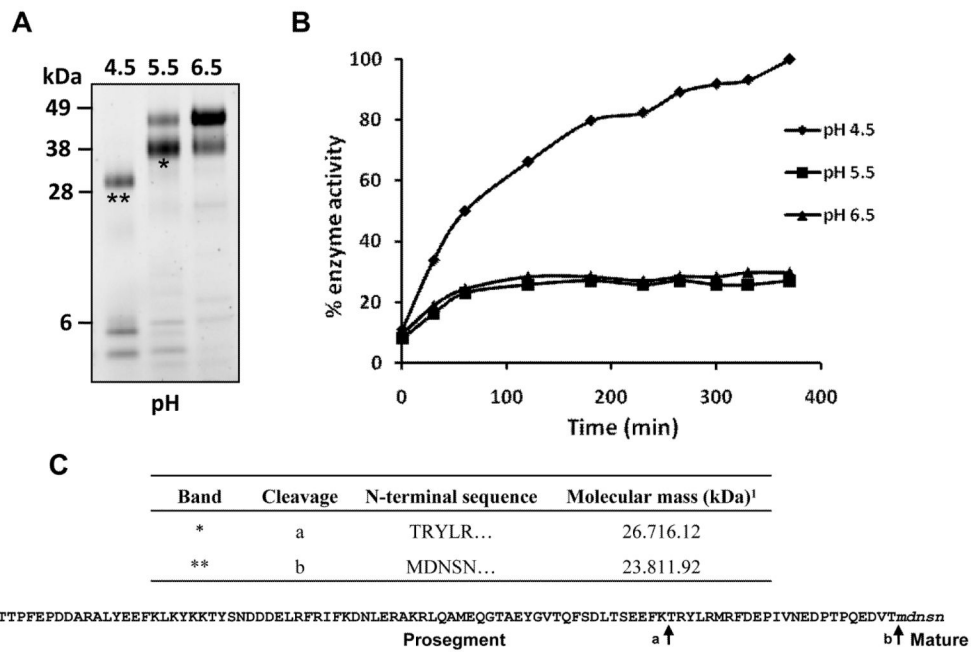 A
kDa
4.5 5.5 6.5
49
38
28
6
*
**
pH
B
% enzyme activity
100
80
60
40
20
0
0 100 200 300 400
Time (min)
pH 4.5
pH 5.5
pH 6.5
C
Band Cleavage N-terminal sequence Molecular mass (kDa)¹
* a TRYLR… 26.716.12
** b MDNSN… 23.811.92
TTPFEPDDARALYEEFKLKYKKTYSNDDDELRFRIFKDNLERAKRLQAMEQGTAEYGVTQFSDLTSEEFKTRYLRMRFDEPIVNEDPTPQEDVTmdnsn
Prosegment a b Mature